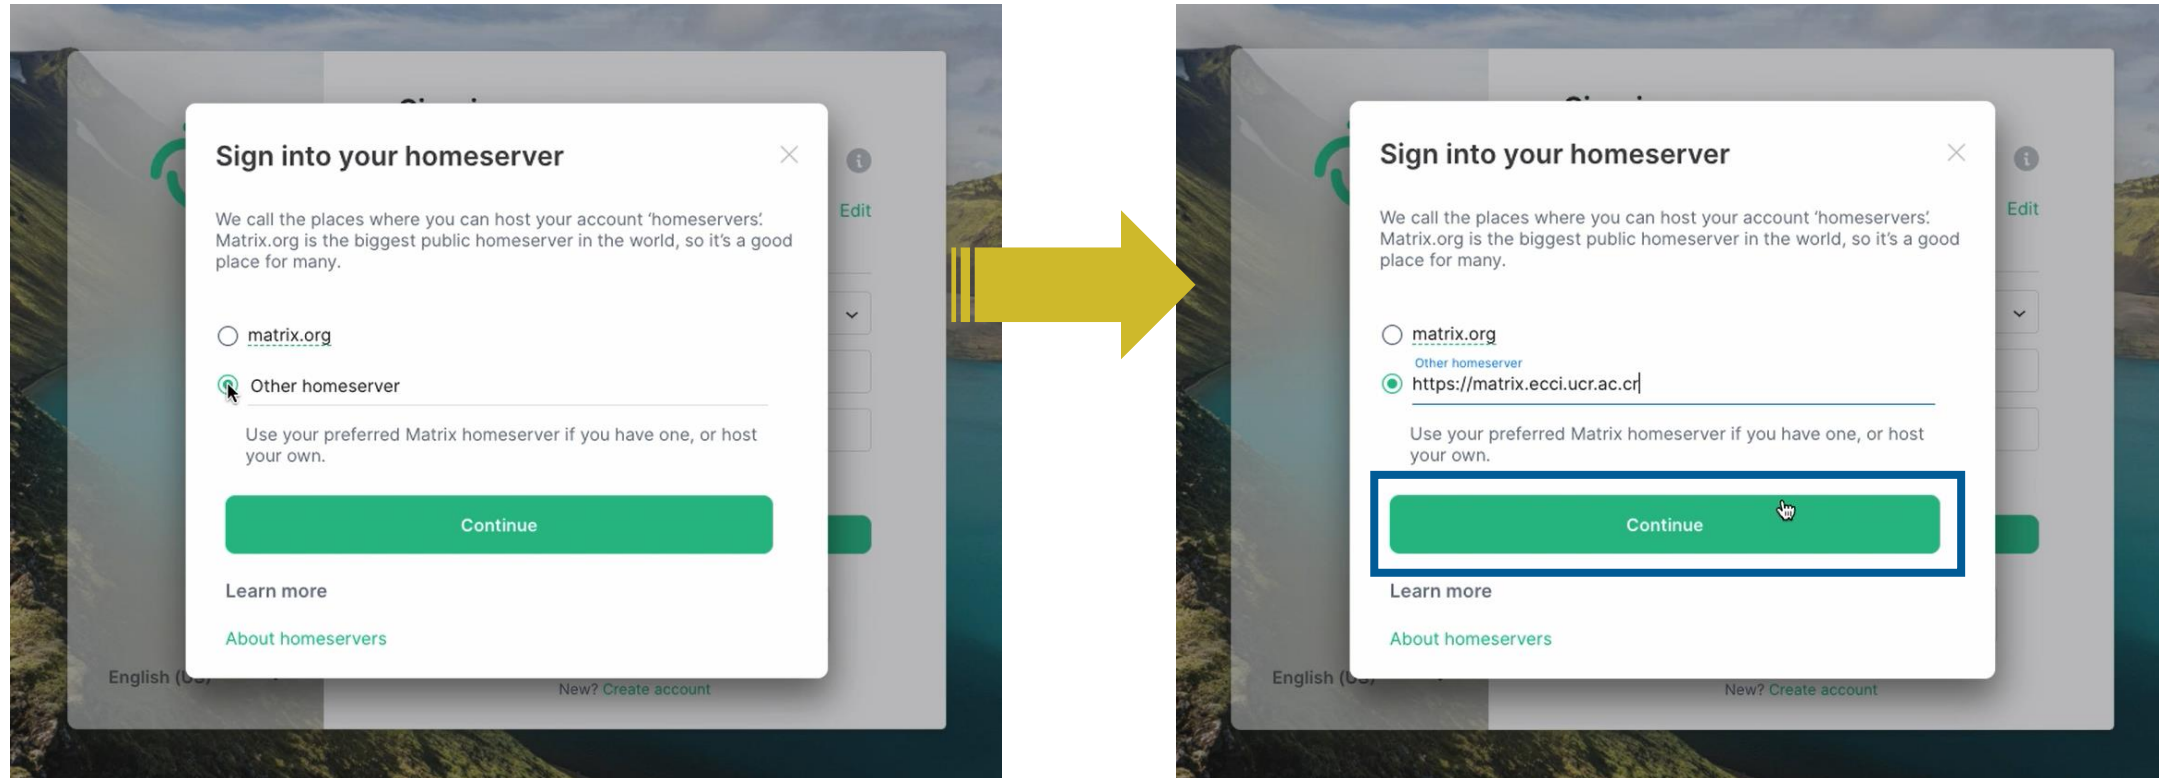 Sign into your homeserver
We call the places where you can host your account ‘homeservers’.
Matrix.org is the biggest public homeserver in the world, so it’s a good
place for many.
Edit
matrix.org
Other homeserver
Use your preferred Matrix homeserver if you have one, or host
your own.
Continue
Learn more
About homeservers
English (US)
New? Create account
Sign into your homeserver
We call the places where you can host your account ‘homeservers’.
Matrix.org is the biggest public homeserver in the world, so it’s a good
place for many.
Edit
matrix.org
Other homeserver
https://matrix.ecci.ucr.ac.cr
Use your preferred Matrix homeserver if you have one, or host
your own.
Continue
Learn more
About homeservers
English (US)
New? Create account